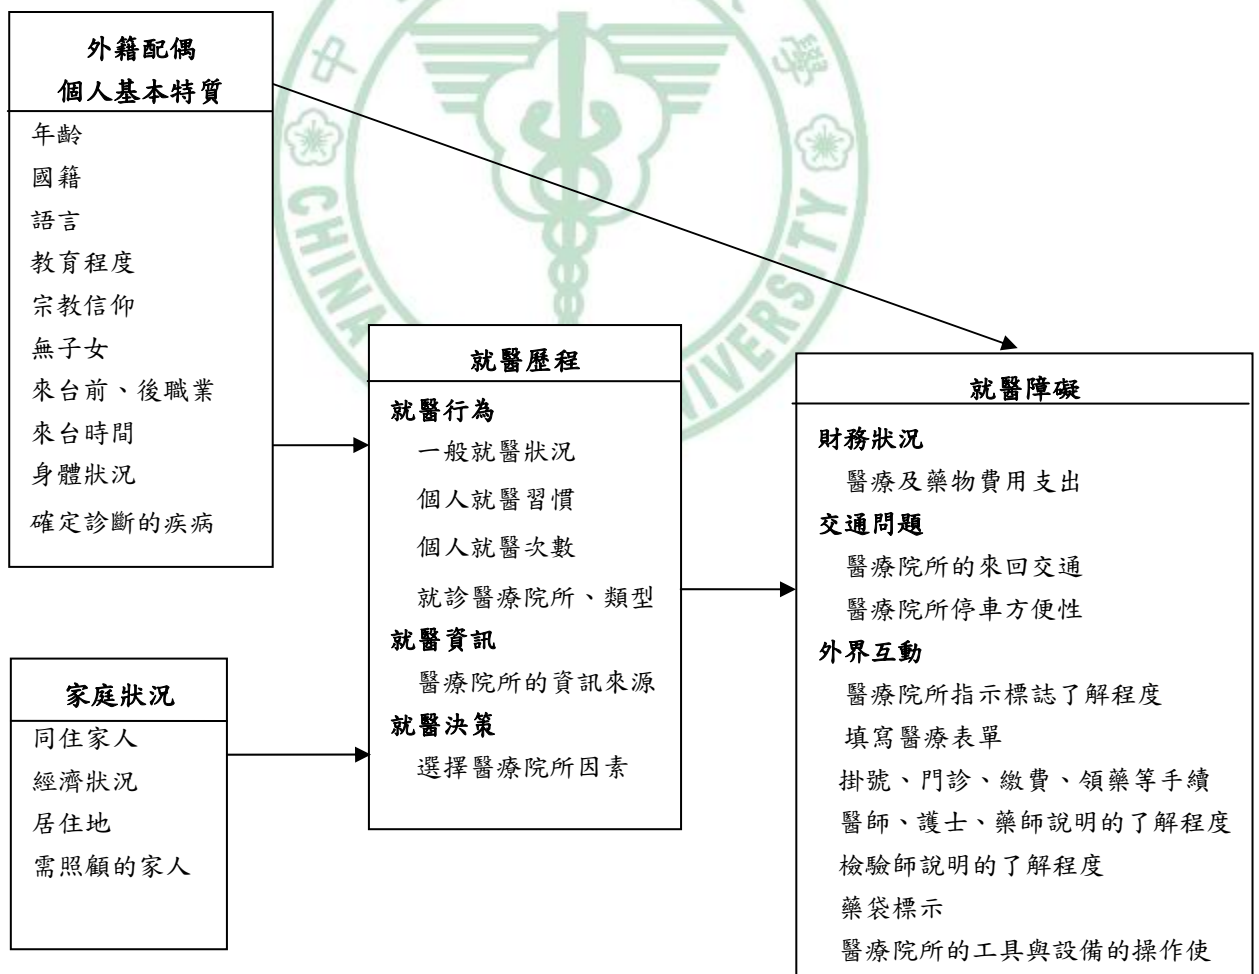 外籍配偶
個人基本特質
年齡
國籍
語言
教育程度
宗教信仰
無子女
來台前、後職業
來台時間
身體狀況
確定診斷的疾病
家庭狀況
同住家人
經濟狀況
居住地
需照顧的家人
就醫歷程
就醫行為
一般就醫狀況
個人就醫習慣
個人就醫次數
就診醫療院所、類型
就醫資訊
醫療院所的資訊來源
就醫決策
選擇醫療院所因素
就醫障礙
財務狀況
醫療及藥物費用支出
交通問題
醫療院所的來回交通
醫療院所停車方便性
外界互動
醫療院所指示標誌了解程度
填寫醫療表單
掛號、門診、繳費、領藥等手續
醫師、護士、藥師說明的了解程度
檢驗師說明的了解程度
藥袋標示
醫療院所的工具與設備的操作使
中
學
CHINA
UNIVERSITY